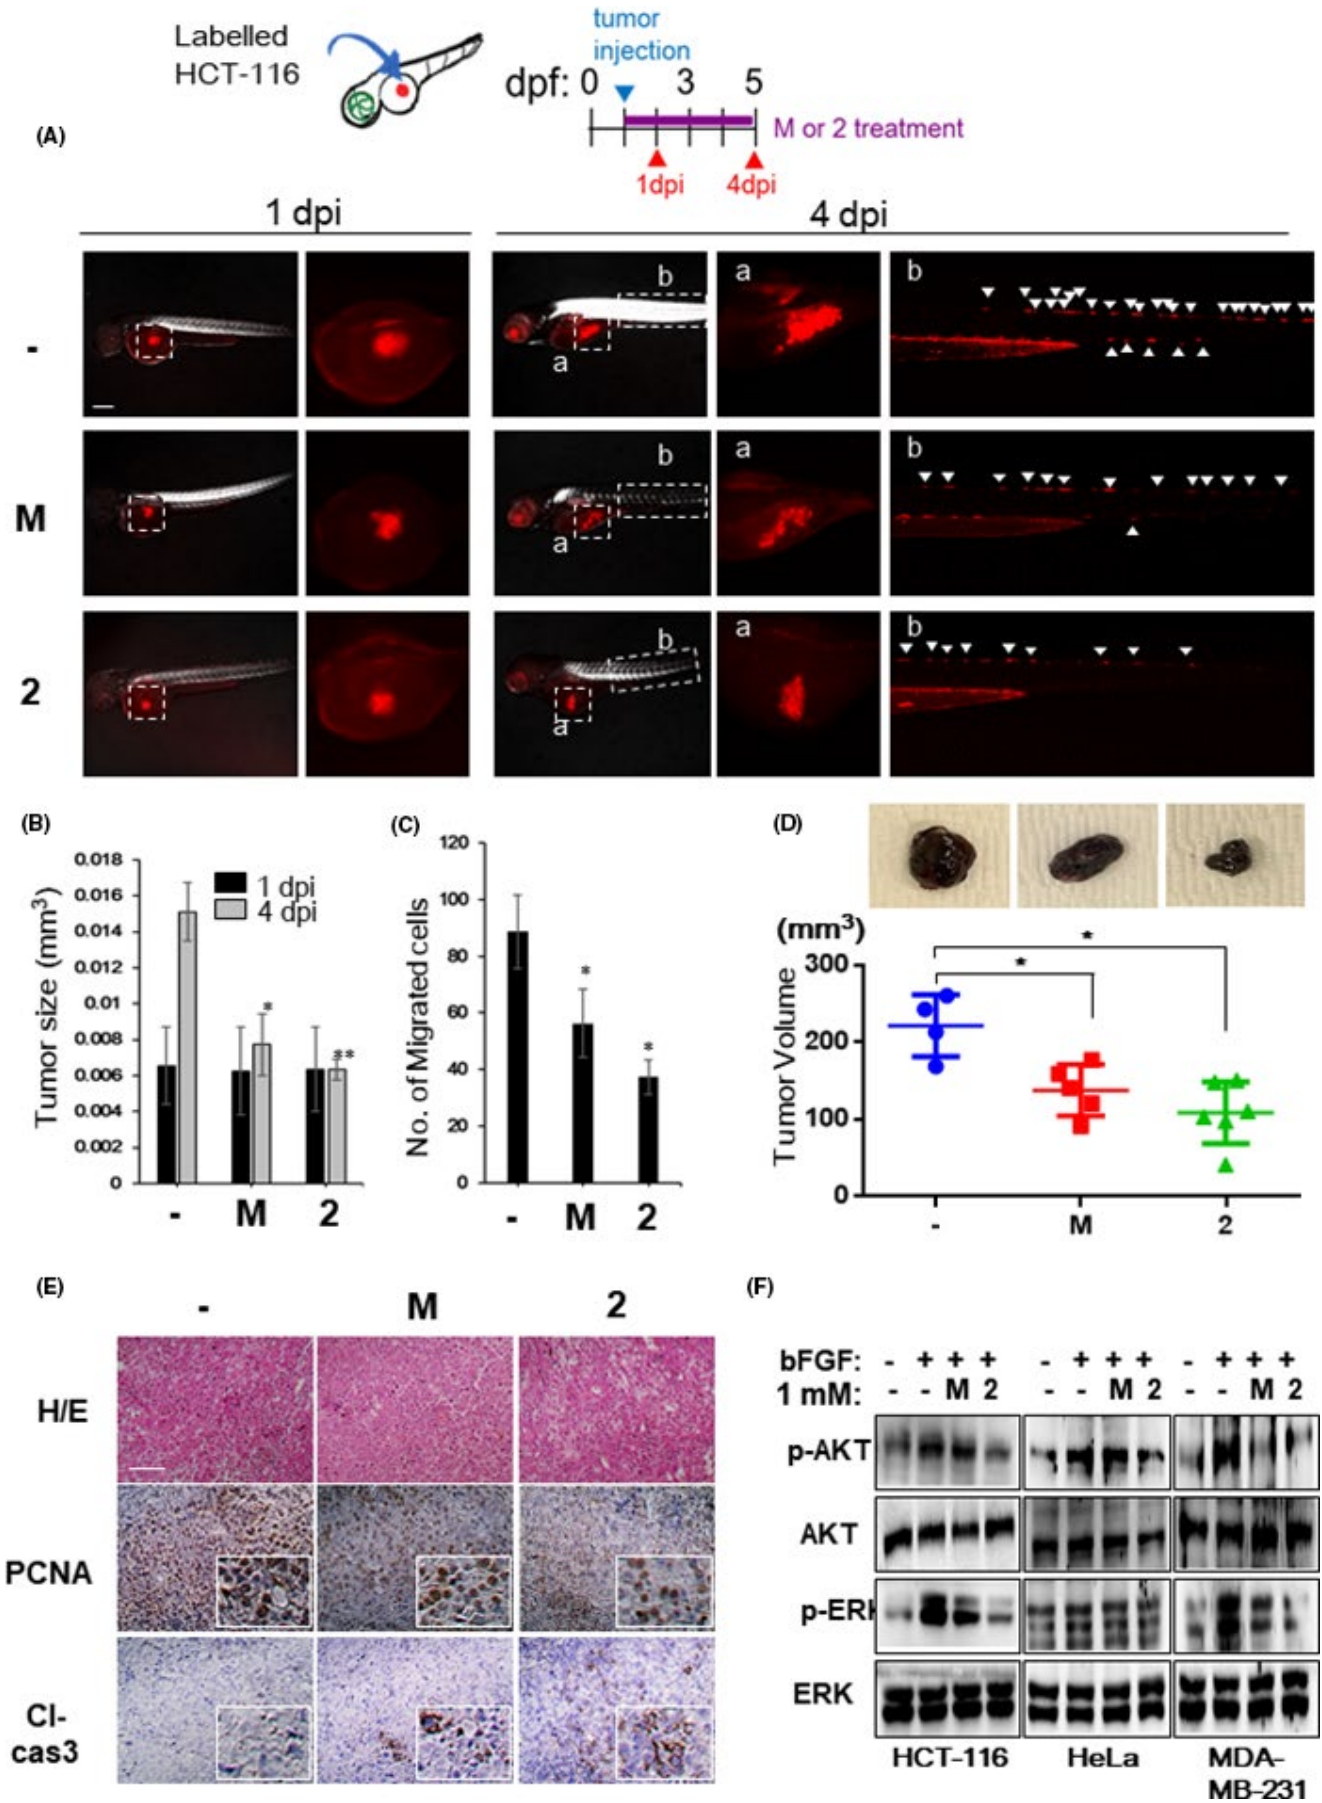 Labelled
HCT-116
tumor
injection
dpf: 0 3 5
M or 2 treatment
1dpi 4dpi
(A)
1 dpi 4 dpi
-
b
a
a
b
M
b
a
a
b
2
b
a
a
b
(B)
Tumor size (mm³)
0.018
0.016
0.014
0.012
0.01
0.008
0.006
0.004
0.002
0
1 dpi
4 dpi
*
**
- M 2
(C)
No. of Migrated cells
120
100
80
60
40
20
0
*
*
- M 2
(D)
(mm³)
Tumor Volume
300
200
100
0
*
*
- M 2
(E)
- M 2
H/E
PCNA
Cl-
cas3
(F)
bFGF: - + + + - + + + - + + +
1 mM: - - M 2 - - M 2 - - M 2
p-AKT
AKT
p-ERK
ERK
HCT-116 HeLa MDA-
MB-231